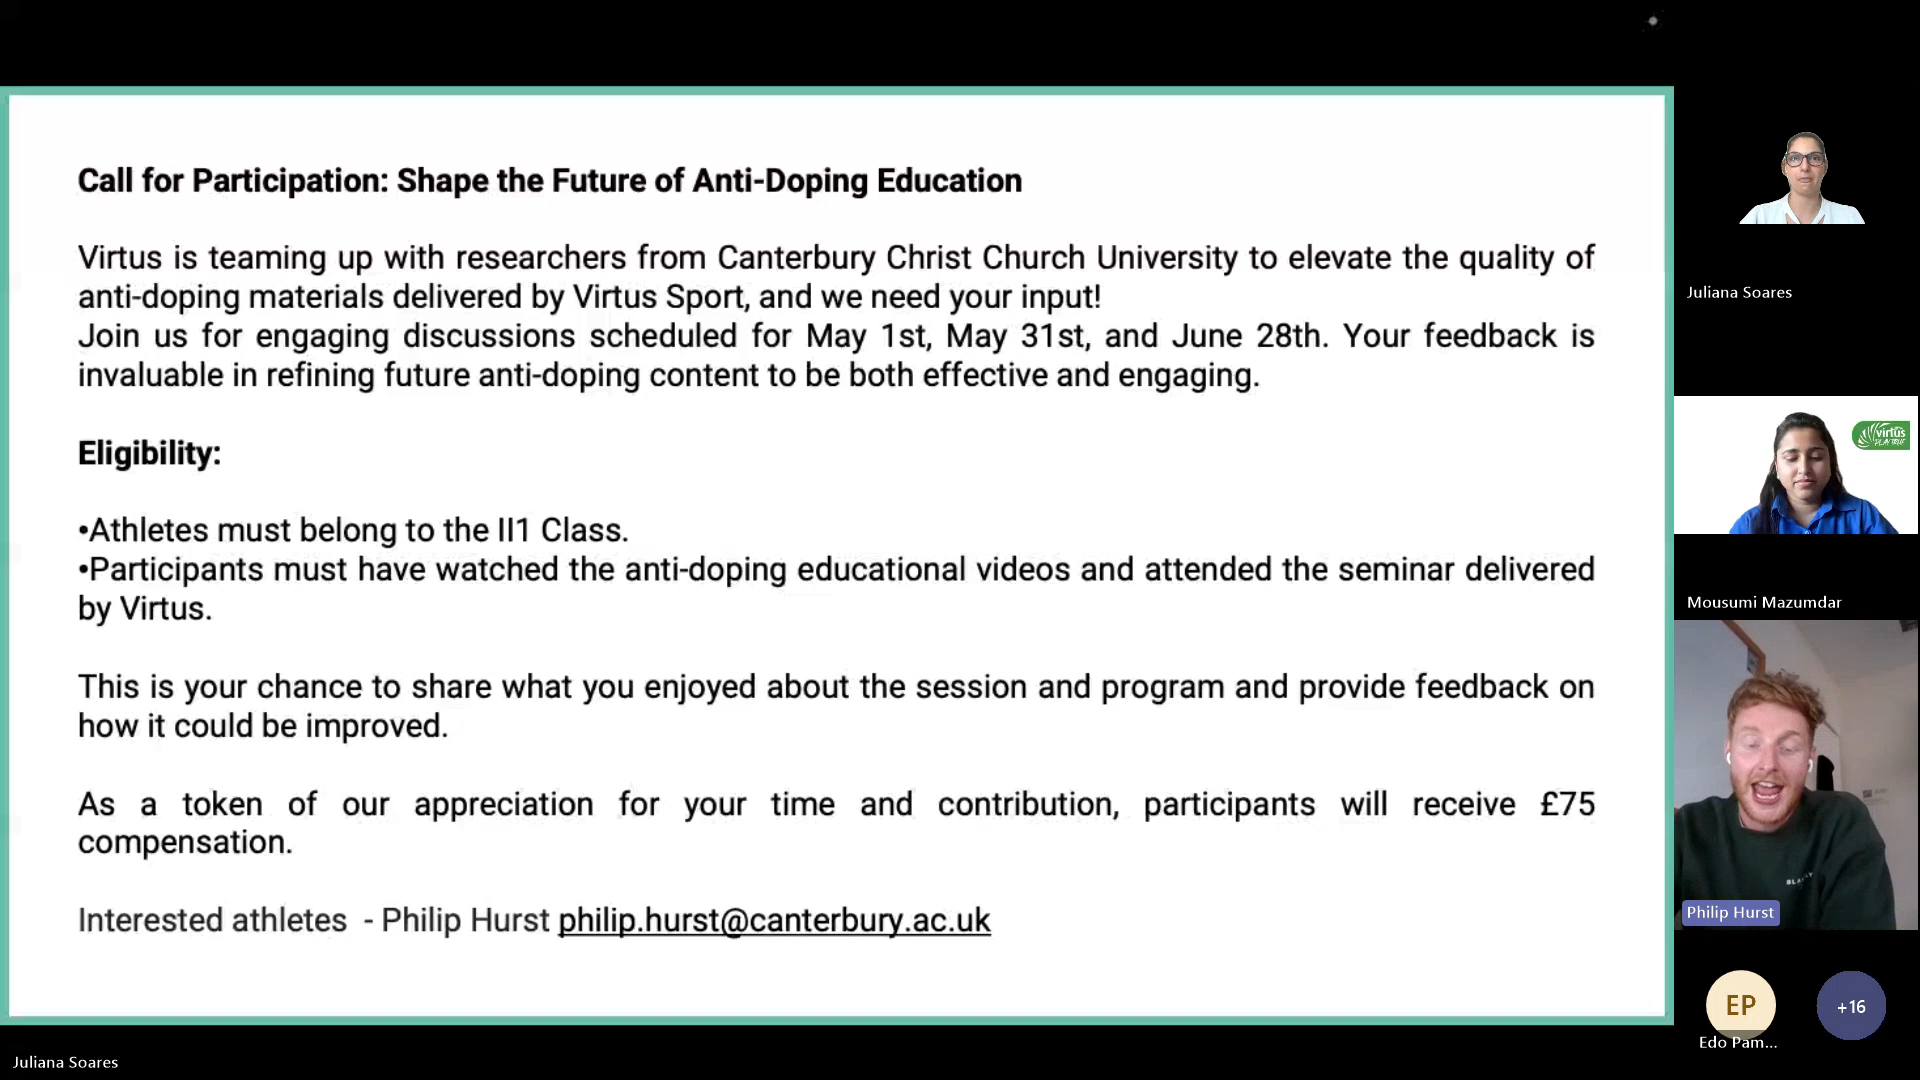 Call for Participation: Shape the Future of Anti-Doping Education
Virtus is teaming up with researchers from Canterbury Christ Church University to elevate the quality of
anti-doping materials delivered by Virtus Sport, and we need your input!
Join us for engaging discussions scheduled for May 1st, May 31st, and June 28th. Your feedback is
invaluable in refining future anti-doping content to be both effective and engaging.
Eligibility:
•Athletes must belong to the II1 Class.
•Participants must have watched the anti-doping educational videos and attended the seminar delivered
by Virtus.
This is your chance to share what you enjoyed about the session and program and provide feedback on
how it could be improved.
As a token of our appreciation for your time and contribution, participants will receive £75
compensation.
Interested athletes  - Philip Hurst philip.hurst@canterbury.ac.uk
Juliana Soares
virtus
PLAY TRUE
Mousumi Mazumdar
Philip Hurst
EP
+16
Edo Pam...
Juliana Soares